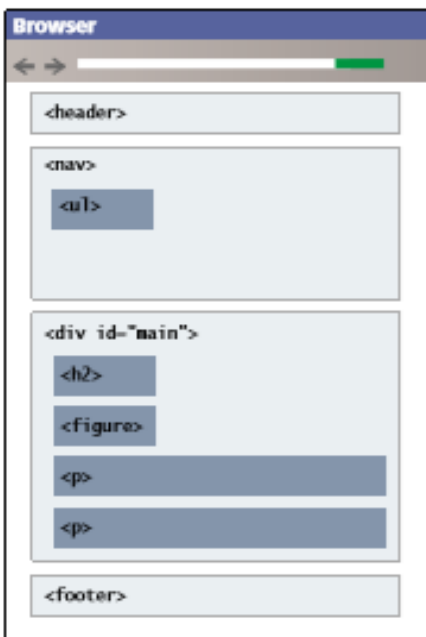 Browser
<header>
<nav>
<ul>
<div id="main">
<h2>
<figure>
<p>
<p>
<footer>